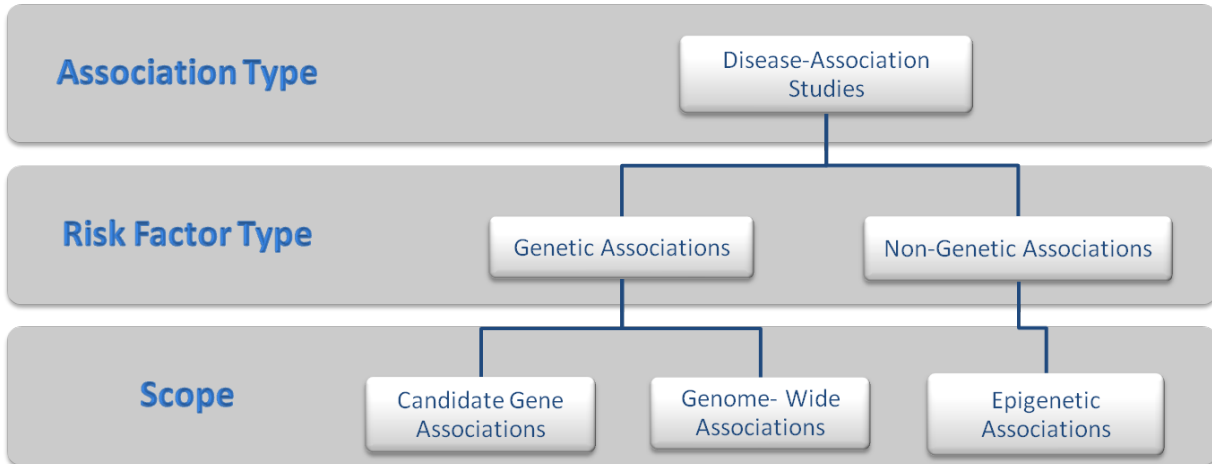 Association Type
Disease-Association
Studies
Risk Factor Type
Genetic Associations
Non-Genetic Associations
Scope
Candidate Gene
Associations
Genome- Wide
Associations
Epigenetic
Associations